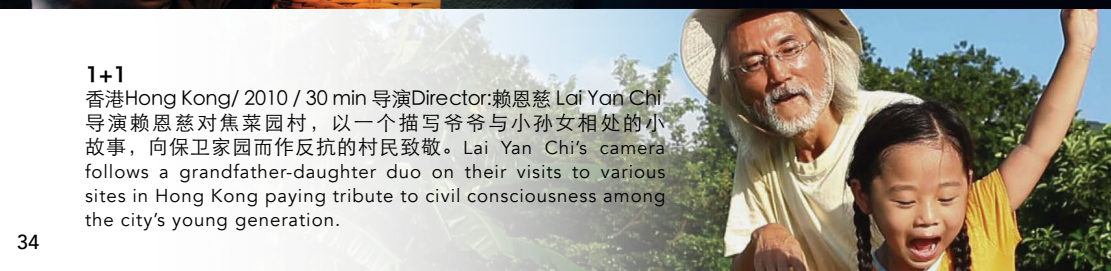 1+1
香港Hong Kong/ 2010 / 30 min 导演Director:赖恩慈 Lai Yan Chi
导演赖恩慈对焦菜园村，以一个描写爷爷与小孙女相处的小
故事，向保卫家园而作反抗的村民致敬。Lai Yan Chi’s camera
follows a grandfather-daughter duo on their visits to various
sites in Hong Kong paying tribute to civil consciousness among
the city’s young generation.
34